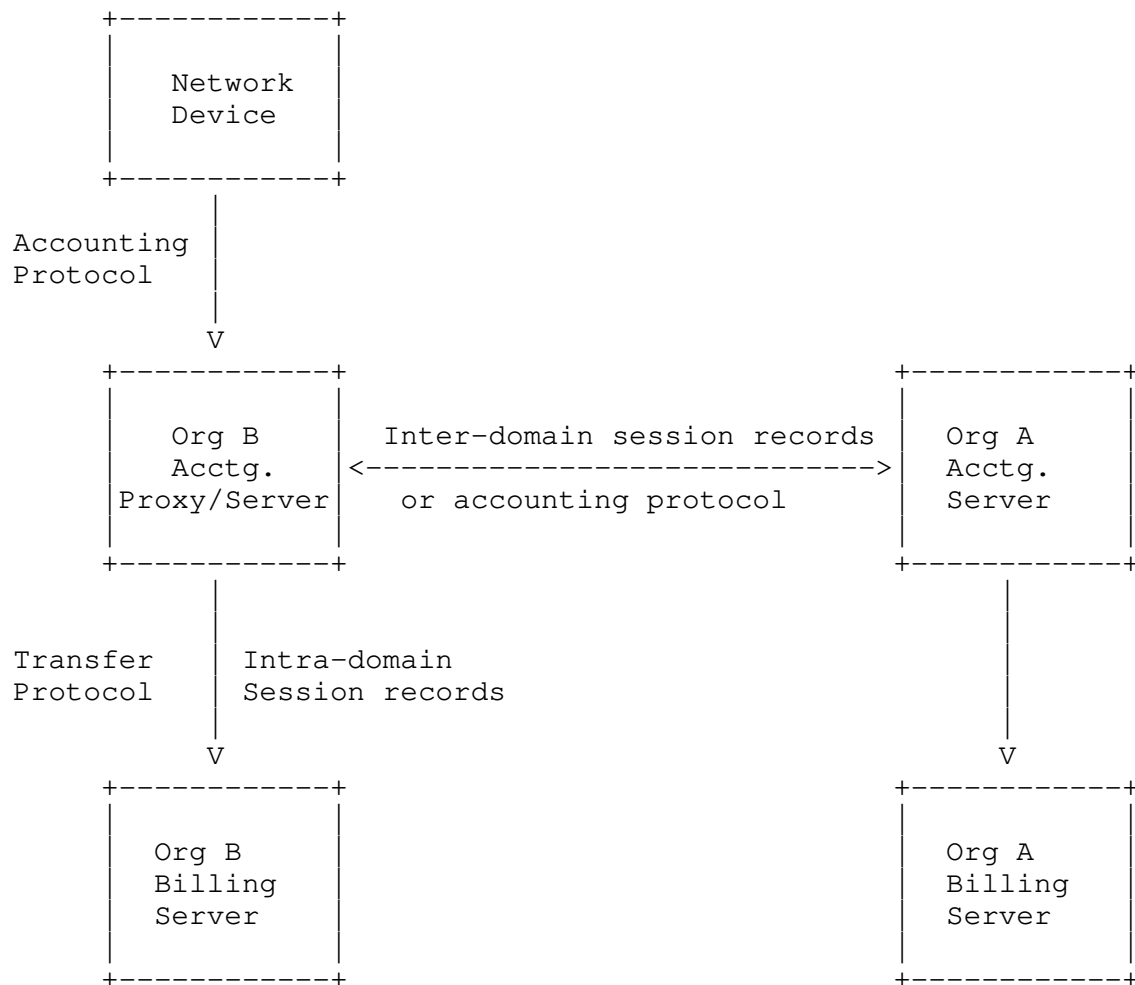 Network
Device
Accounting
Protocol
V
Org B
Acctg.
Proxy/Server
Inter-domain session records
<----------------------------->
or accounting protocol
Org A
Acctg.
Server
Transfer
Protocol
Intra-domain
Session records
V
V
Org B
Billing
Server
Org A
Billing
Server